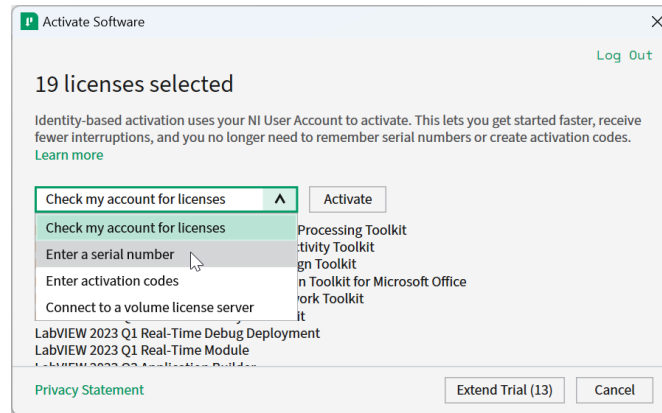 Activate Software
Log Out
19 licenses selected
Identity-based activation uses your NI User Account to activate. This lets you get started faster, receive
fewer interruptions, and you no longer need to remember serial numbers or create activation codes.
Learn more
Check my account for licenses
Activate
Check my account for licenses
Processing Toolkit
Enter a serial number
tivity Toolkit
gn Toolkit
Enter activation codes
n Toolkit for Microsoft Office
ork Toolkit
Connect to a volume license server
it
LabVIEW 2023 Q1 Real-Time Debug Deployment
LabVIEW 2023 Q1 Real-Time Module
Privacy Statement
Extend Trial (13)
Cancel